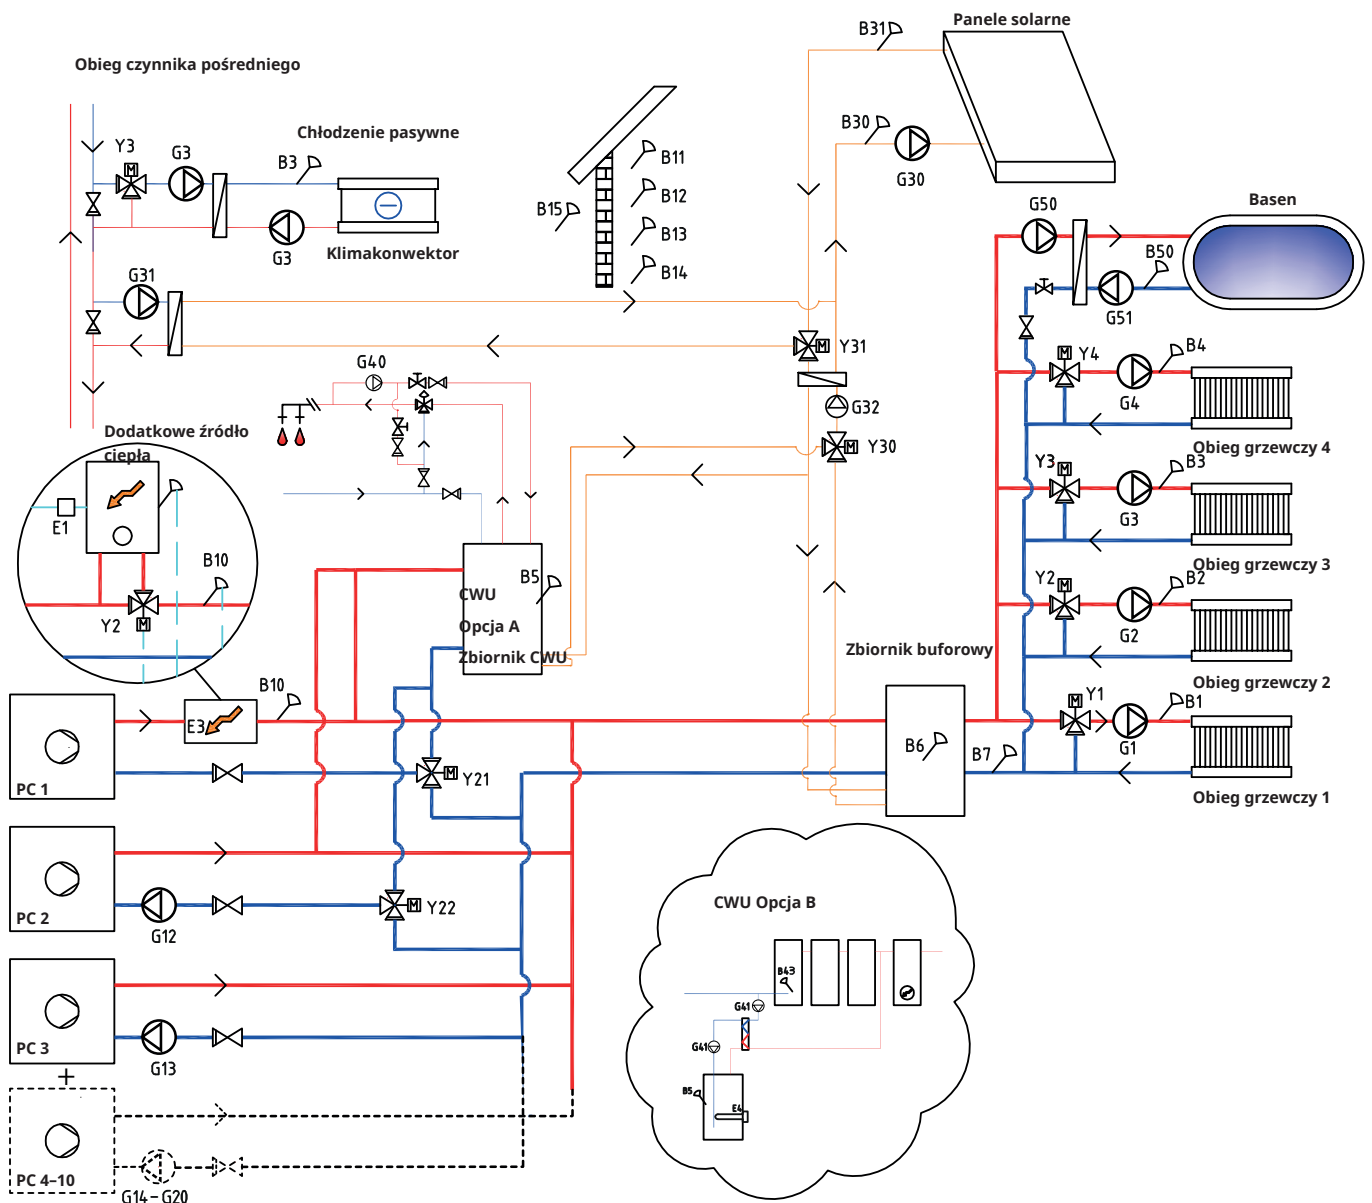 Panele solarne
B31
Obieg czynnika pośredniego
B30
G30
Chłodzenie pasywne
Y3
G3
B3
B11
B12
B15
B13
B14
G3
Klimakonwektor
G50
Basen
B50
G51
G31
Y31
G40
G32
Y30
Y4
B4
G4
Obieg grzewczy 4
Dodatkowe źródło
ciepła
E1
B10
Y2
Y3
B3
G3
Obieg grzewczy 3
Y2
B2
G2
Obieg grzewczy 2
B5
CWU
Opcja A
Zbiornik CWU
Zbiornik buforowy
B10
E3
PC 1
Y21
B6
B7
Y1
B1
G1
Obieg grzewczy 1
PC 2
G12
Y22
CWU Opcja B
B43
G41
G41
B5
E4
PC 3
G13
+
PC 4–10
G14–G20
M
M
M
M
M
M
M
M
M
M